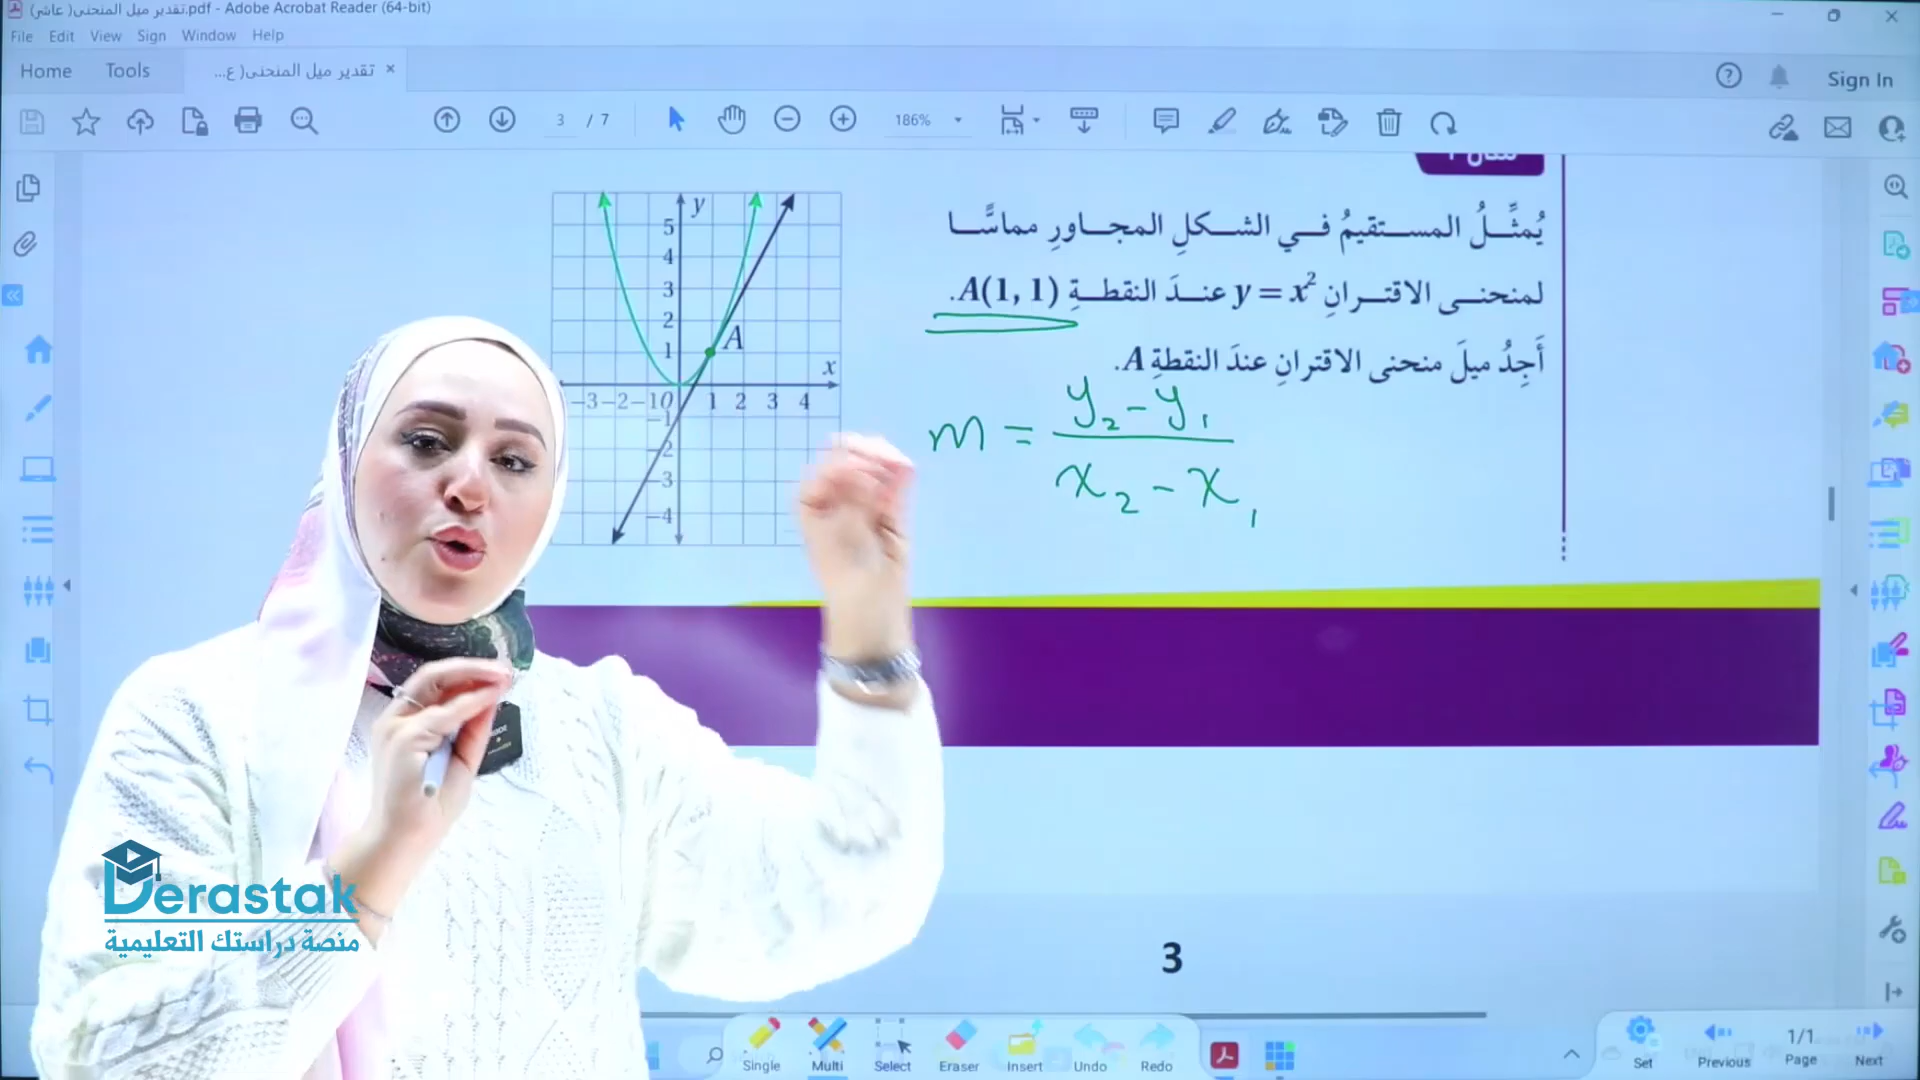 تقدير ميل المنحنى( عاشر).pdf - Adobe Acrobat Reader (64-bit)
File Edit View Sign Window Help
Home Tools تقدير ميل المنحنى( ع... × Sign In
3 / 7 186%
يُمثِّلُ المستقيمُ في الشكلِ المجاورِ مماسًّا
لمنحنى الاقترانِ y = x² عندَ النقطةِ A(1, 1).
أَجِدُ ميلَ منحنى الاقترانِ عندَ النقطةِ A.
y
5
4
3
2
1
A
x
−3 −2 −1 0 1 2 3 4
−1
−2
−3
−4
m = y₂ − y₁
x₂ − x₁
Derastak
منصة دراستك التعليمية
3
Single Multi Select Eraser Insert Undo Redo
Set Previous 1/1 Page Next